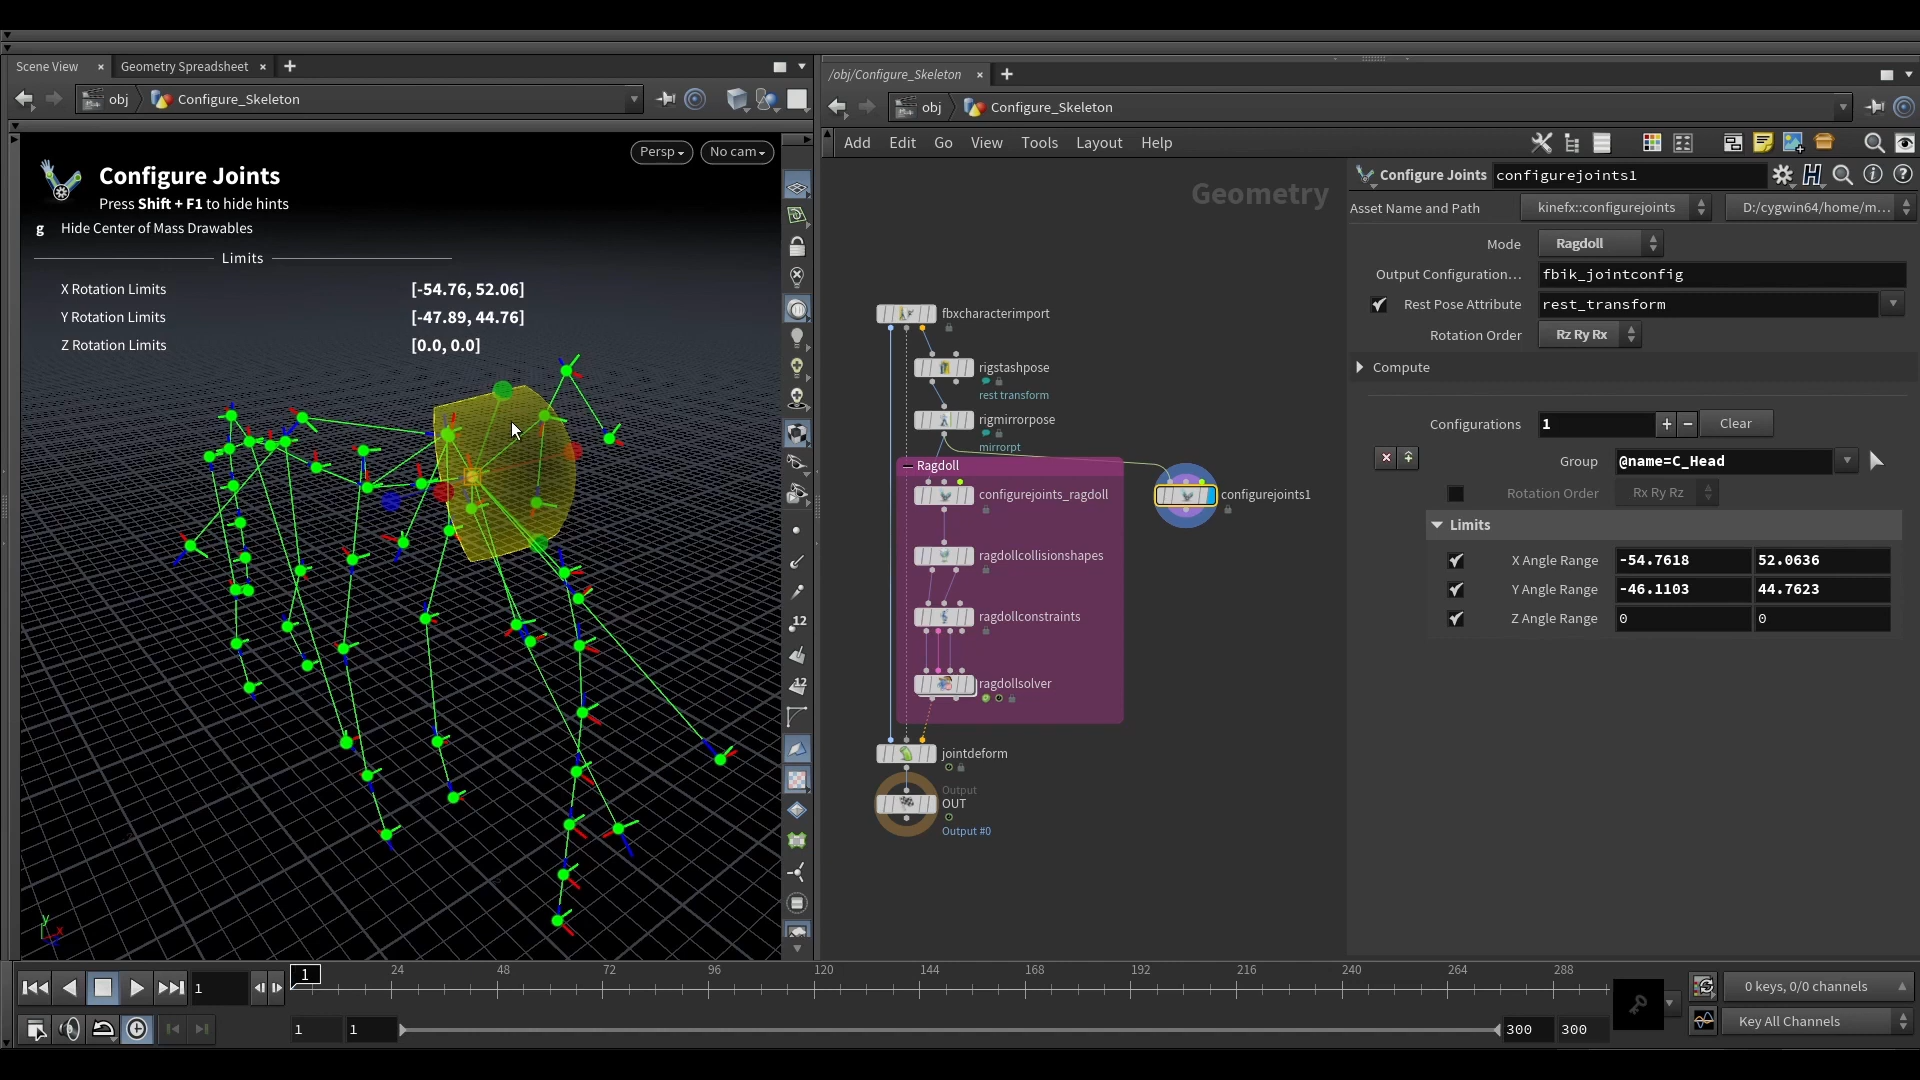 Scene View × Geometry Spreadsheet × +
obj Configure_Skeleton
Persp No cam
Configure Joints
Press Shift + F1 to hide hints
g Hide Center of Mass Drawables
Limits
X Rotation Limits [-54.76, 52.06]
Y Rotation Limits [-47.89, 44.76]
Z Rotation Limits [0.0, 0.0]
12
12
y
x
/obj/Configure_Skeleton × +
obj Configure_Skeleton
Add Edit Go View Tools Layout Help
Geometry
fbxcharacterimport
rigstashpose
rest transform
rigmirrorpose
mirrorpt
Ragdoll
configurejoints_ragdoll
configurejoints1
ragdollcollisionshapes
ragdollconstraints
ragdollsolver
jointdeform
Output
OUT
Output #0
Configure Joints configurejoints1
Asset Name and Path kinefx::configurejoints D:/cygwin64/home/m...
Mode Ragdoll
Output Configuration... fbik_jointconfig
Rest Pose Attribute rest_transform
Rotation Order Rz Ry Rx
Compute
Configurations 1 + − Clear
Group @name=C_Head
Rotation Order Rx Ry Rz
Limits
X Angle Range -54.7618 52.0636
Y Angle Range -46.1103 44.7623
Z Angle Range 0 0
1
1 24 48 72 96 120 144 168 192 216 240 264 288
0 keys, 0/0 channels
1 1 300 300
Key All Channels